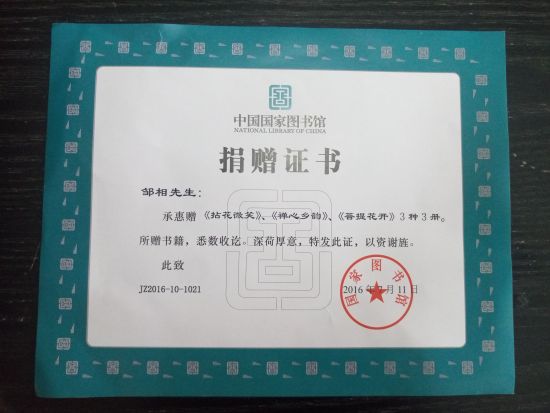 中国国家图书馆
NATIONAL LIBRARY OF CHINA
捐赠证书
邹相先生：
承惠赠《拈花微笑》、《禅心乡韵》、《菩提花开》3种3册。
所赠书籍，悉数收讫。深荷厚意，特发此证，以资谢旌。
此致
JZ2016-10-1021
2016年 月11日
国家图书馆